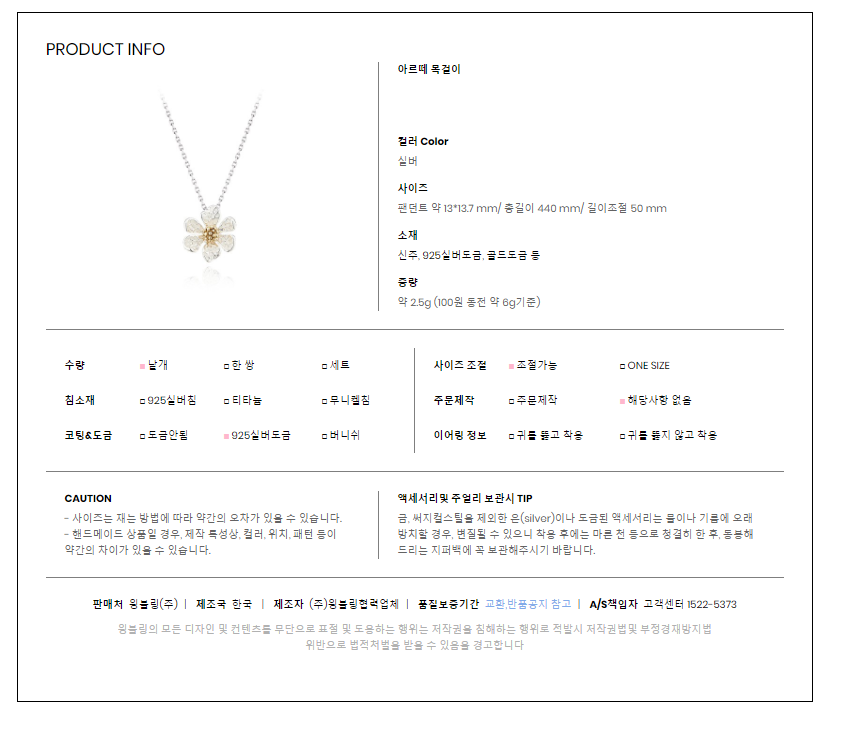 PRODUCT INFO
아르떼 목걸이
컬러 Color
실버
사이즈
팬던트 약 13*13.7 mm/ 총길이 440 mm/ 길이조절 50 mm
소재
신주, 925실버도금, 골드도금 등
중량
약 2.5g (100원 동전 약 6g기준)
수량 낱개 한 쌍 세트
침소재 925실버침 티타늄 무니켈침
코팅&도금 도금안됨 925실버도금 버니쉬
사이즈 조절 조절가능 ONE SIZE
주문제작 주문제작 해당사항 없음
이어링 정보 귀를 뚫고 착용 귀를 뚫지 않고 착용
CAUTION
- 사이즈는 재는 방법에 따라 약간의 오차가 있을 수 있습니다.
- 핸드메이드 상품일 경우, 제작 특성상, 컬러, 위치, 패턴 등이
약간의 차이가 있을 수 있습니다.
액세서리및 주얼리 보관시 TIP
금, 써지컬스틸을 제외한 은(silver)이나 도금된 액세서리는 물이나 기름에 오래
방치할 경우, 변질될 수 있으니 착용 후에는 마른 천 등으로 청결히 한 후, 동봉해
드리는 지퍼백에 꼭 보관해주시기 바랍니다.
판매처 윙블링(주) | 제조국 한국 | 제조자 (주)윙블링협력업체 | 품질보증기간 교환,반품공지 참고 | A/S책임자 고객센터 1522-5373
윙블링의 모든 디자인 및 컨텐츠를 무단으로 표절 및 도용하는 행위는 저작권을 침해하는 행위로 적발시 저작권법및 부정경쟁방지법
위반으로 법적처벌을 받을 수 있음을 경고합니다